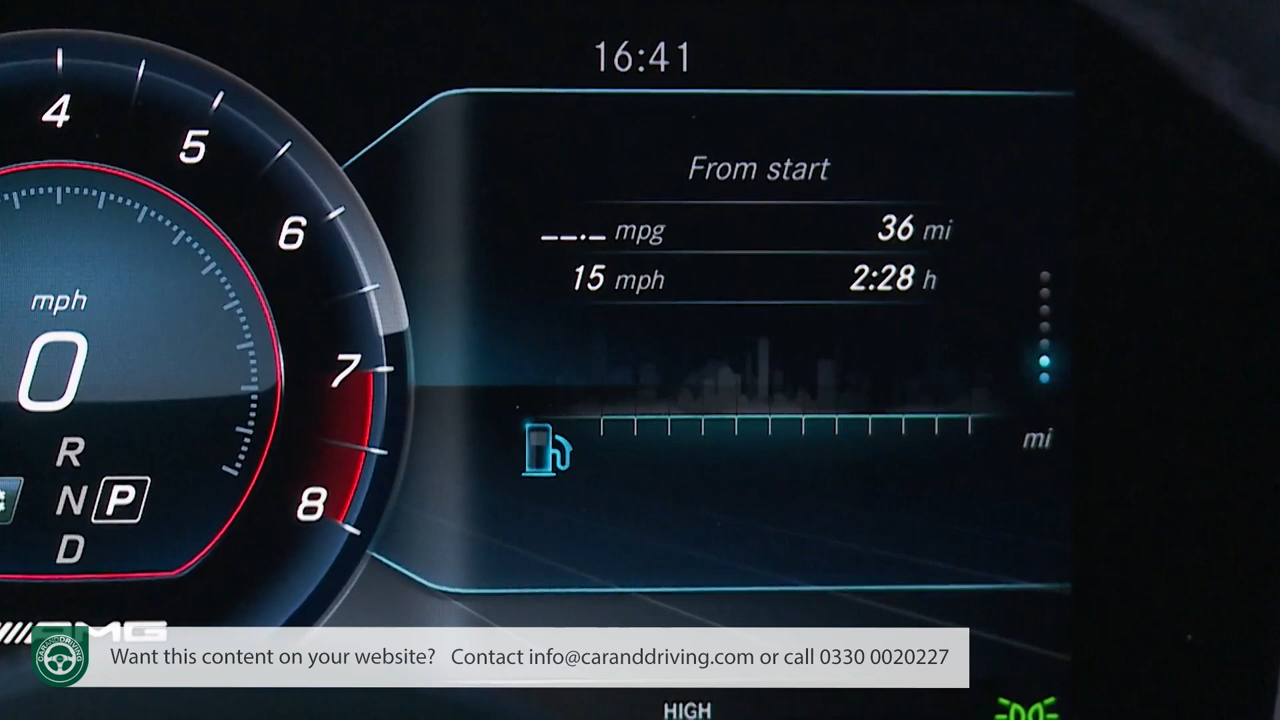 16:41
4
5
6
7
8
From start
__._ mpg 36 mi
15 mph 2:28 h
mi
mph
0
R
N P
D
AMG
CARANDDRIVING
Want this content on your website? Contact info@caranddriving.com or call 0330 0020227
HIGH